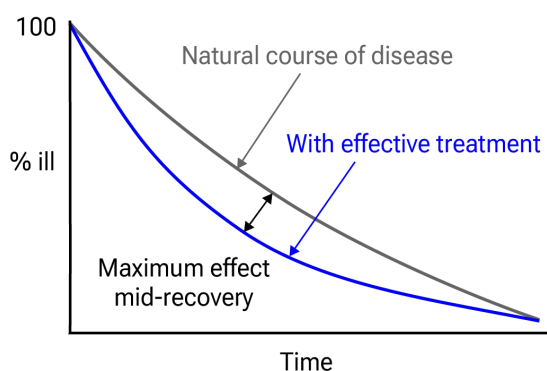 100
Natural course of disease
With effective treatment
% ill
Maximum effect
mid-recovery
Time